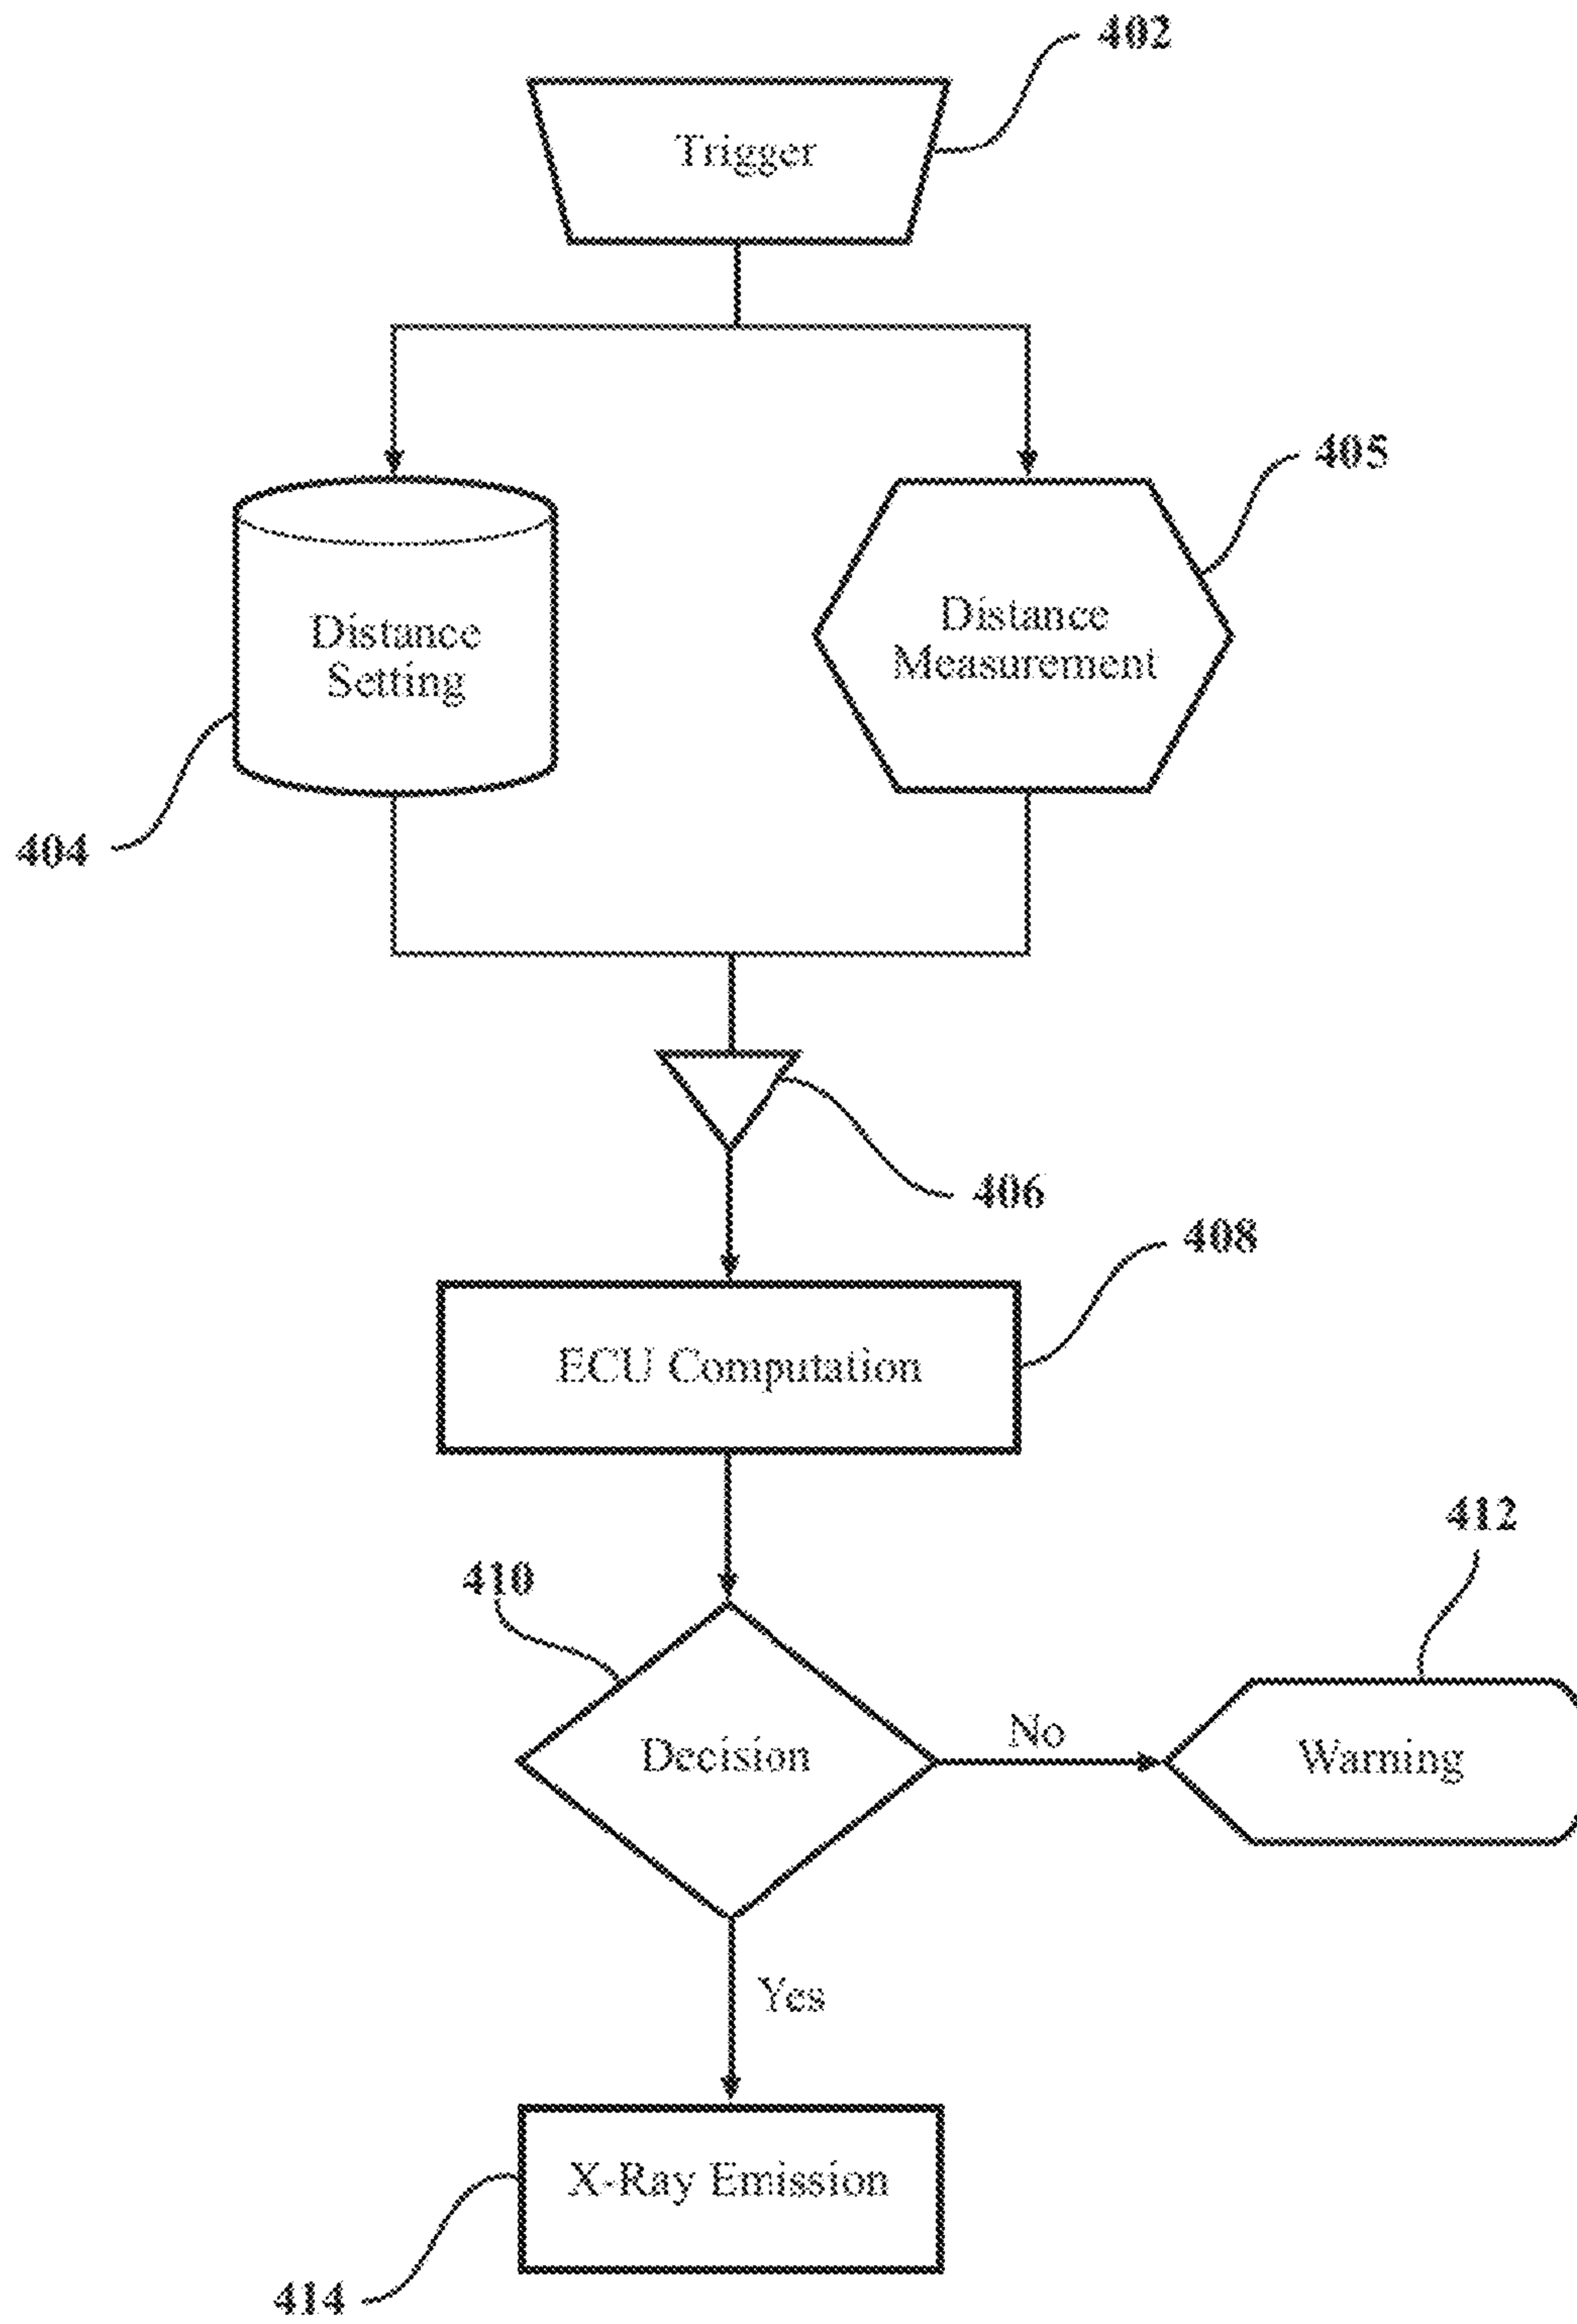 402
Trigger
405
Distance
Setting
Distance
Measurement
404
406
408
ECU Computation
412
410
Decision
No
Warning
Yes
X-Ray Emission
414